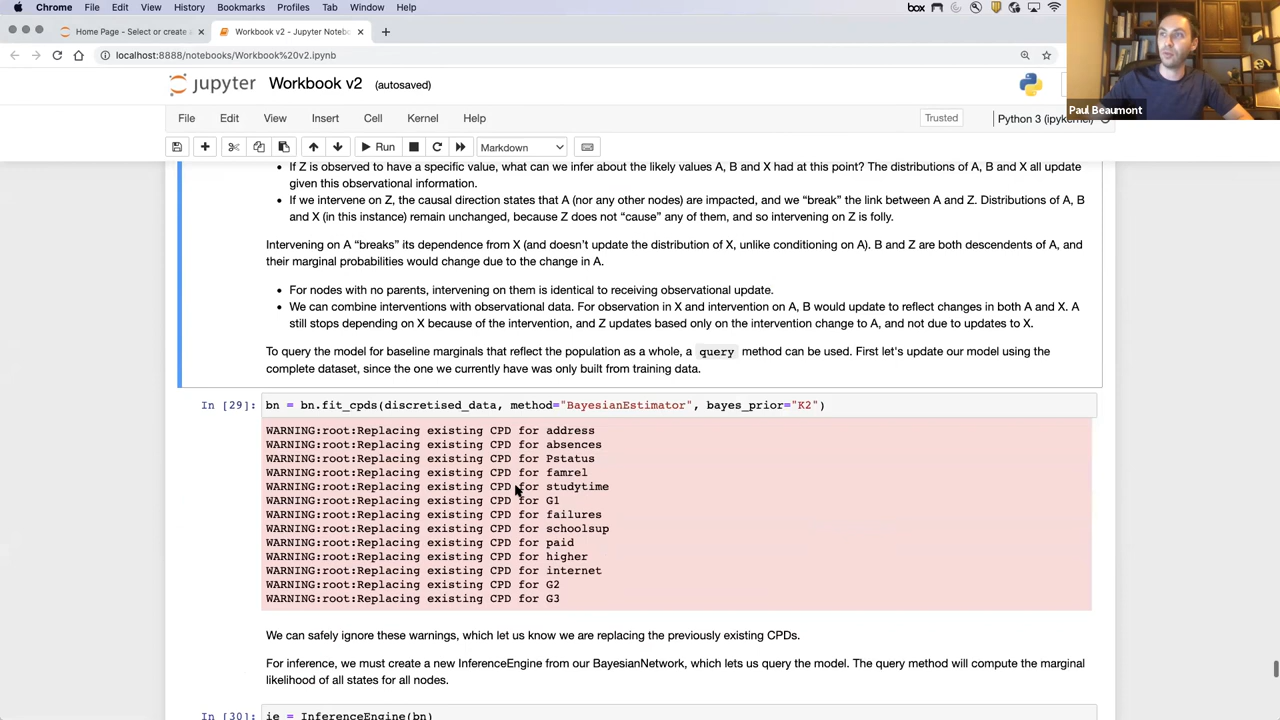 Chrome File Edit View History Bookmarks Profiles Tab Window Help
box
Home Page - Select or create a
Workbook v2 - Jupyter Notebo
localhost:8888/notebooks/Workbook%20v2.ipynb
Paul Beaumont
jupyter Workbook v2 (autosaved)
File Edit View Insert Cell Kernel Help
Trusted
Python 3 (ipykernel)
Run
Markdown
If Z is observed to have a specific value, what can we infer about the likely values A, B and X had at this point? The distributions of A, B and X all update
given this observational information.
If we intervene on Z, the causal direction states that A (nor any other nodes) are impacted, and we “break” the link between A and Z. Distributions of A, B
and X (in this instance) remain unchanged, because Z does not “cause” any of them, and so intervening on Z is folly.
Intervening on A “breaks” its dependence from X (and doesn’t update the distribution of X, unlike conditioning on A). B and Z are both descendents of A, and
their marginal probabilities would change due to the change in A.
For nodes with no parents, intervening on them is identical to receiving observational update.
We can combine interventions with observational data. For observation in X and intervention on A, B would update to reflect changes in both A and X. A
still stops depending on X because of the intervention, and Z updates based only on the intervention change to A, and not due to updates to X.
To query the model for baseline marginals that reflect the population as a whole, a query method can be used. First let's update our model using the
complete dataset, since the one we currently have was only built from training data.
In [29]: bn = bn.fit_cpds(discretised_data, method="BayesianEstimator", bayes_prior="K2")
WARNING:root:Replacing existing CPD for address
WARNING:root:Replacing existing CPD for absences
WARNING:root:Replacing existing CPD for Pstatus
WARNING:root:Replacing existing CPD for famrel
WARNING:root:Replacing existing CPD for studytime
WARNING:root:Replacing existing CPD for G1
WARNING:root:Replacing existing CPD for failures
WARNING:root:Replacing existing CPD for schoolsup
WARNING:root:Replacing existing CPD for paid
WARNING:root:Replacing existing CPD for higher
WARNING:root:Replacing existing CPD for internet
WARNING:root:Replacing existing CPD for G2
WARNING:root:Replacing existing CPD for G3
We can safely ignore these warnings, which let us know we are replacing the previously existing CPDs.
For inference, we must create a new InferenceEngine from our BayesianNetwork, which lets us query the model. The query method will compute the marginal
likelihood of all states for all nodes.
In [30]: ie = InferenceEngine(bn)